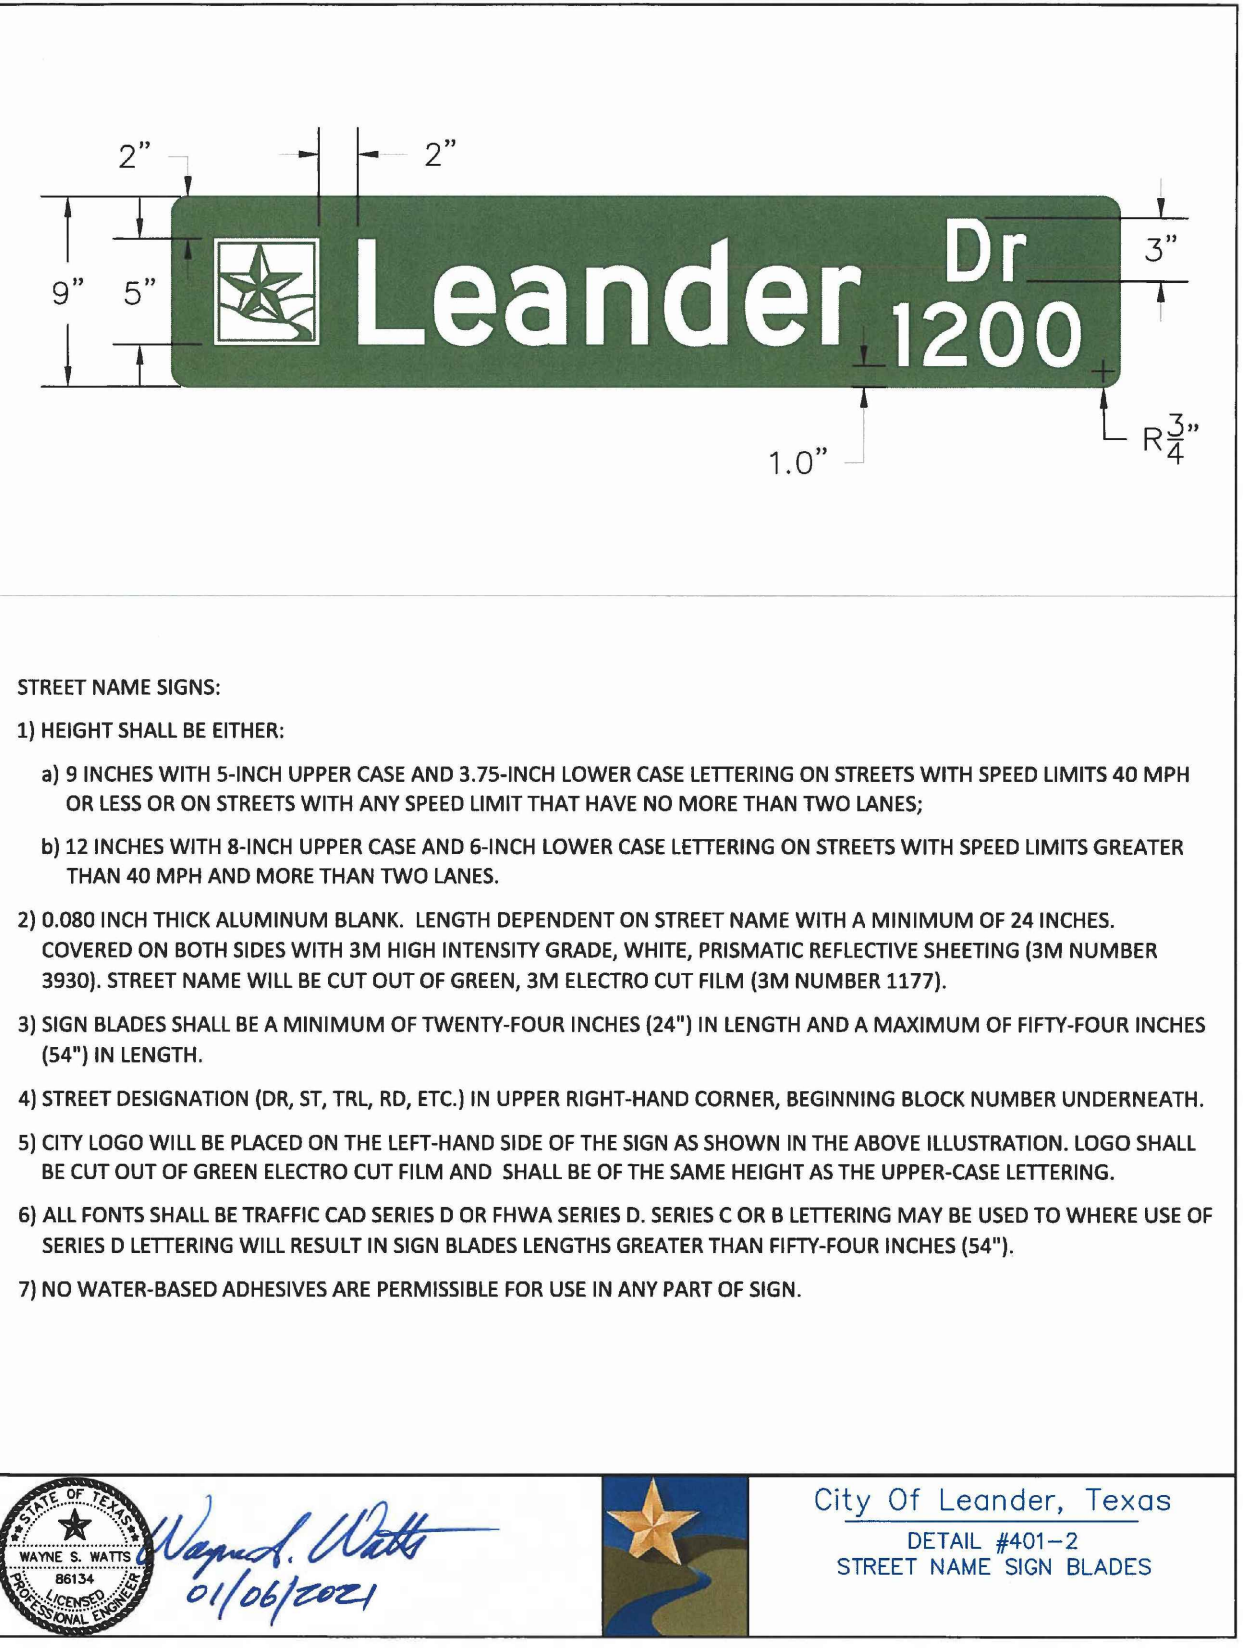 2” 2”
Leander Dr
1200
9” 5” 3”
1.0” R3/4”
STREET NAME SIGNS:
1) HEIGHT SHALL BE EITHER:
a) 9 INCHES WITH 5-INCH UPPER CASE AND 3.75-INCH LOWER CASE LETTERING ON STREETS WITH SPEED LIMITS 40 MPH
OR LESS OR ON STREETS WITH ANY SPEED LIMIT THAT HAVE NO MORE THAN TWO LANES;
b) 12 INCHES WITH 8-INCH UPPER CASE AND 6-INCH LOWER CASE LETTERING ON STREETS WITH SPEED LIMITS GREATER
THAN 40 MPH AND MORE THAN TWO LANES.
2) 0.080 INCH THICK ALUMINUM BLANK. LENGTH DEPENDENT ON STREET NAME WITH A MINIMUM OF 24 INCHES.
COVERED ON BOTH SIDES WITH 3M HIGH INTENSITY GRADE, WHITE, PRISMATIC REFLECTIVE SHEETING (3M NUMBER
3930). STREET NAME WILL BE CUT OUT OF GREEN, 3M ELECTRO CUT FILM (3M NUMBER 1177).
3) SIGN BLADES SHALL BE A MINIMUM OF TWENTY-FOUR INCHES (24") IN LENGTH AND A MAXIMUM OF FIFTY-FOUR INCHES
(54") IN LENGTH.
4) STREET DESIGNATION (DR, ST, TRL, RD, ETC.) IN UPPER RIGHT-HAND CORNER, BEGINNING BLOCK NUMBER UNDERNEATH.
5) CITY LOGO WILL BE PLACED ON THE LEFT-HAND SIDE OF THE SIGN AS SHOWN IN THE ABOVE ILLUSTRATION. LOGO SHALL
BE CUT OUT OF GREEN ELECTRO CUT FILM AND SHALL BE OF THE SAME HEIGHT AS THE UPPER-CASE LETTERING.
6) ALL FONTS SHALL BE TRAFFIC CAD SERIES D OR FHWA SERIES D. SERIES C OR B LETTERING MAY BE USED TO WHERE USE OF
SERIES D LETTERING WILL RESULT IN SIGN BLADES LENGTHS GREATER THAN FIFTY-FOUR INCHES (54").
7) NO WATER-BASED ADHESIVES ARE PERMISSIBLE FOR USE IN ANY PART OF SIGN.
STATE OF TEXAS
WAYNE S. WATTS
86134
LICENSED
PROFESSIONAL ENGINEER
Wayne S. Watts
01/06/2021
City Of Leander, Texas
DETAIL #401-2
STREET NAME SIGN BLADES